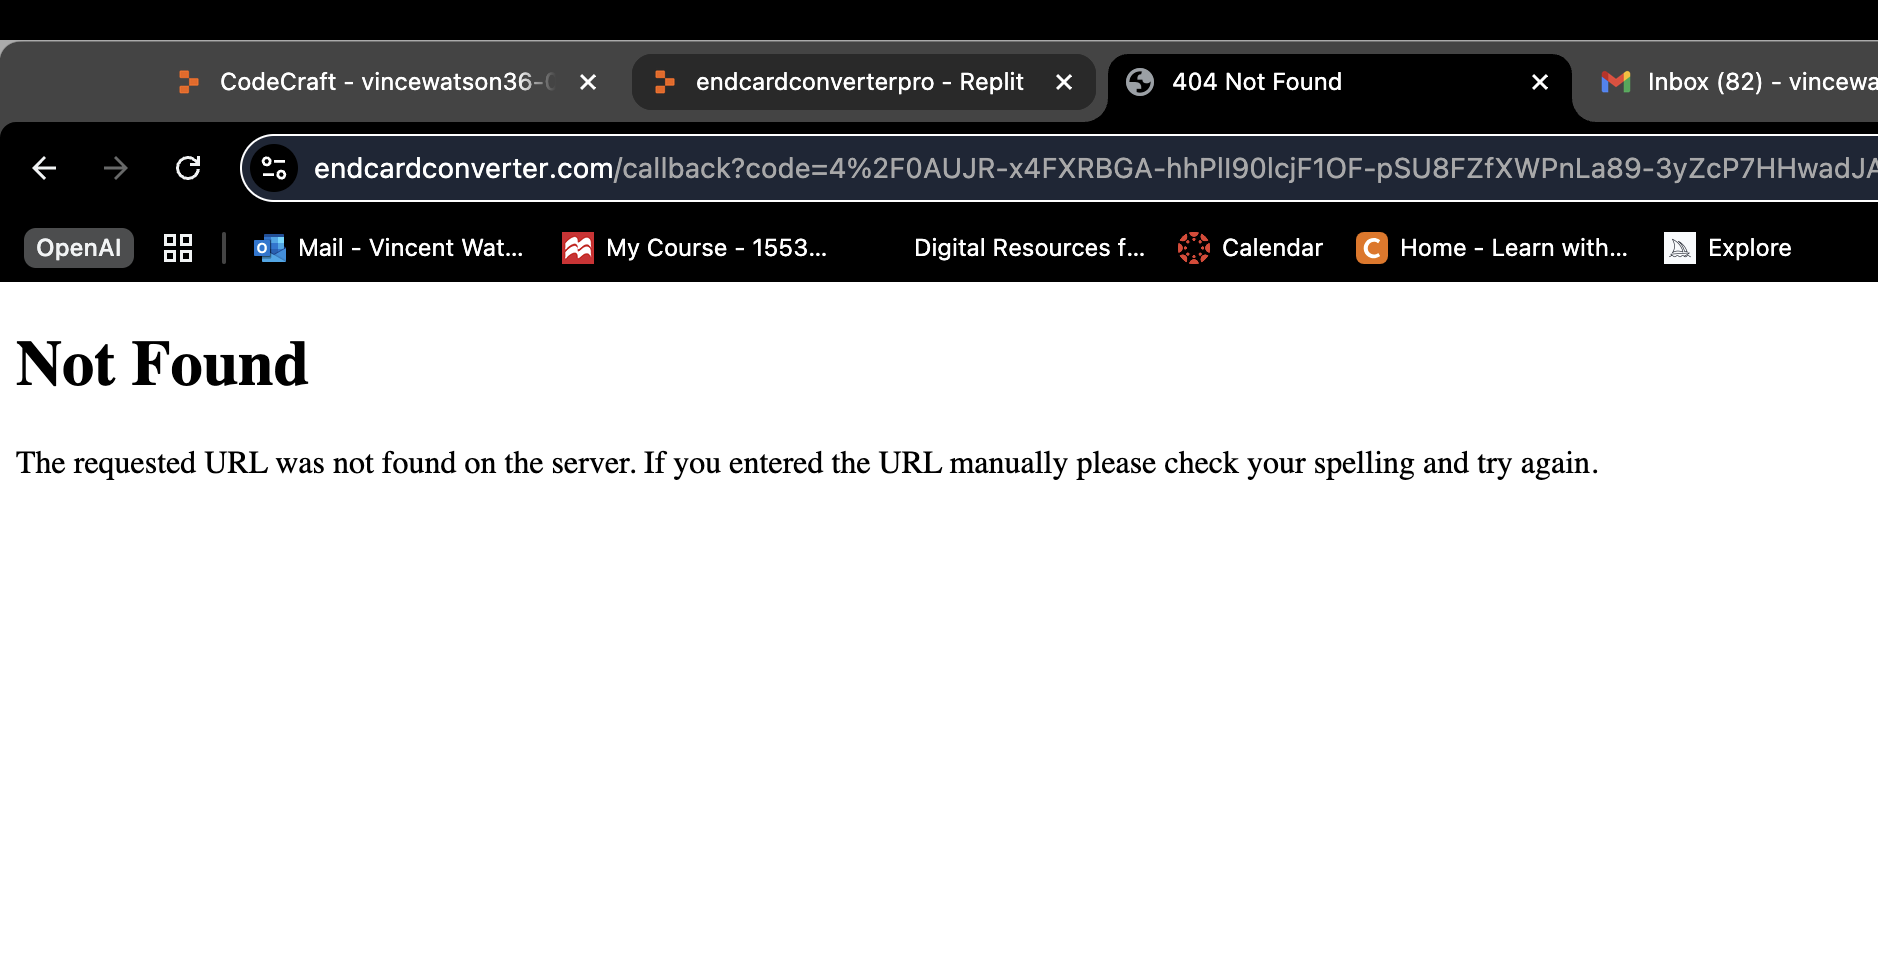 CodeCraft - vincewatson36-
endcardconverterpro - Replit
404 Not Found
Inbox (82) - vincewa
endcardconverter.com/callback?code=4%2F0AUJR-x4FXRBGA-hhPlI90lcjF1OF-pSU8FZfXWPnLa89-3yZcP7HHwadJA
OpenAI
Mail - Vincent Wat...
My Course - 1553...
Digital Resources f...
Calendar
Home - Learn with...
Explore
Not Found
The requested URL was not found on the server. If you entered the URL manually please check your spelling and try again.